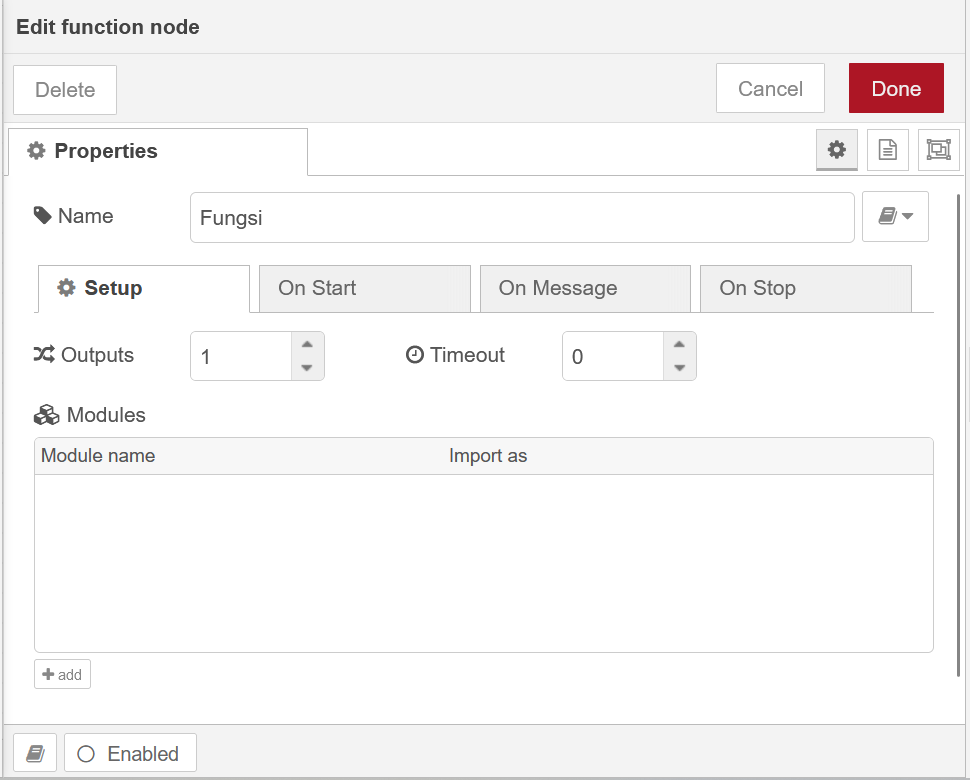 Edit function node
Delete
Cancel
Done
Properties
Name
Fungsi
Setup
On Start
On Message
On Stop
Outputs
1
Timeout
0
Modules
Module name
Import as
add
Enabled